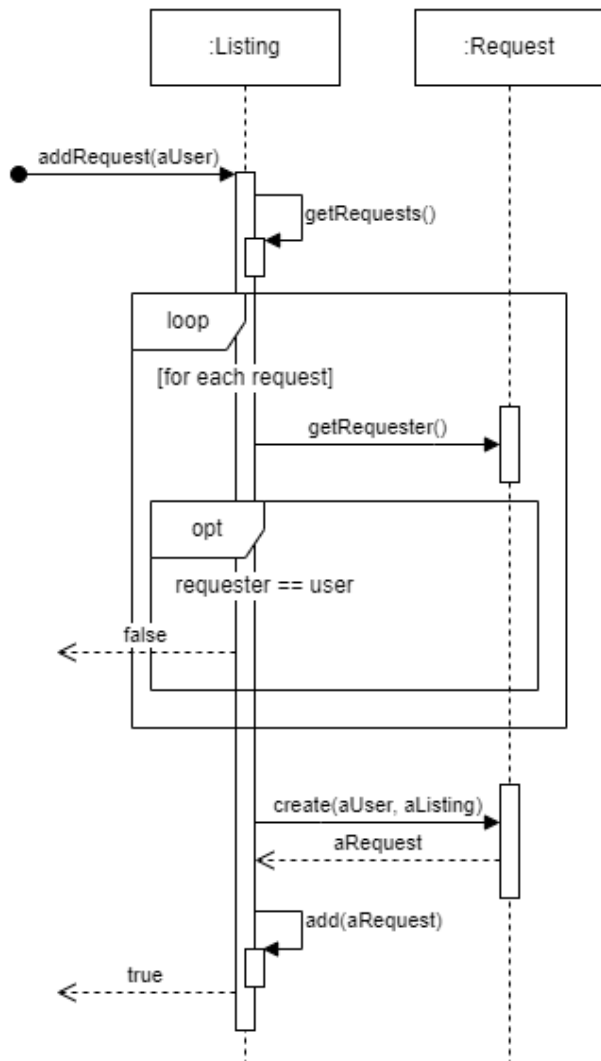 :Listing
:Request
addRequest(aUser)
getRequests()
loop
[for each request]
getRequester()
opt
requester == user
false
create(aUser, aListing)
aRequest
add(aRequest)
true